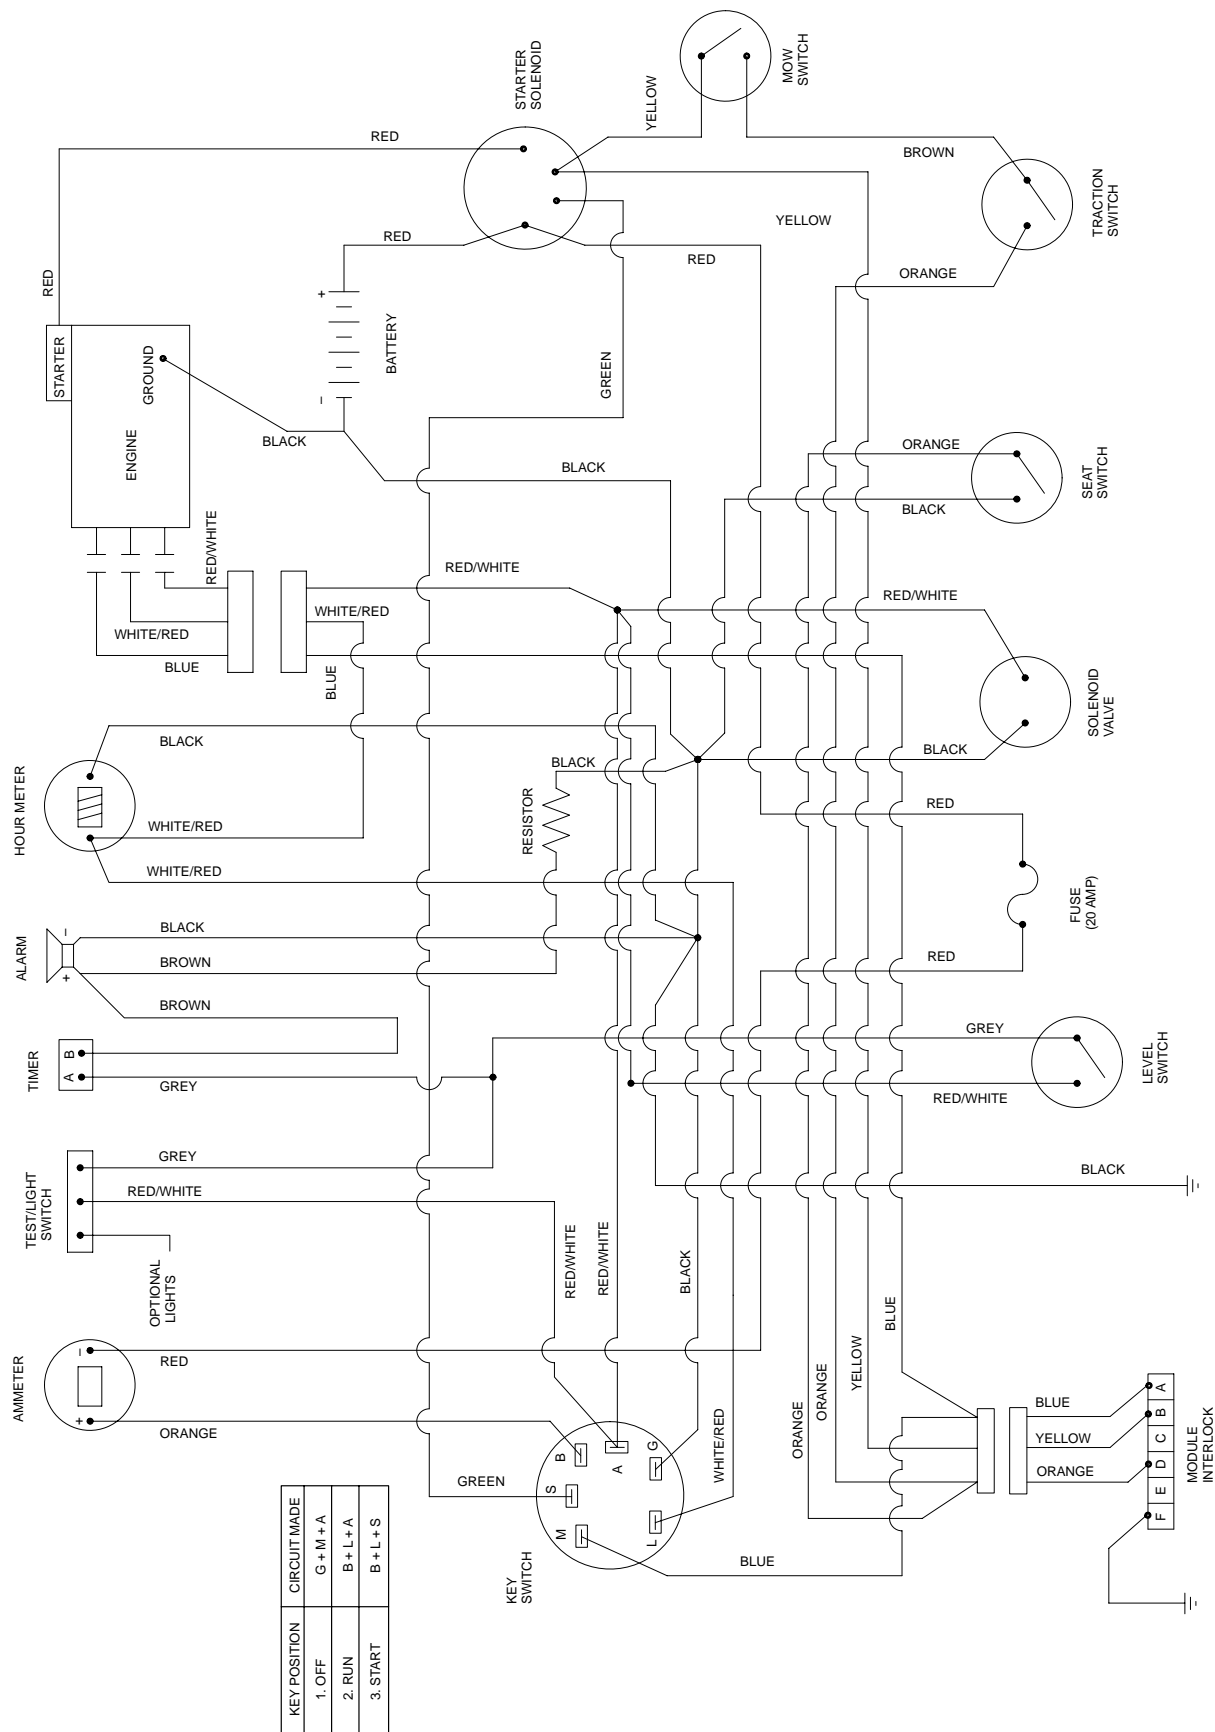 MOW
SWITCH
STARTER
SOLENOID
YELLOW
RED
BROWN
TRACTION
SWITCH
YELLOW
RED
RED
ORANGE
RED
STARTER
GROUND
ENGINE
+
BATTERY
–
GREEN
BLACK
BLACK
ORANGE
BLACK
SEAT
SWITCH
RED/WHITE
RED/WHITE
RED/WHITE
WHITE/RED
WHITE/RED
BLUE
BLUE
SOLENOID
VALVE
BLACK
BLACK
BLACK
HOUR METER
RESISTOR
RED
WHITE/RED
WHITE/RED
FUSE
(20 AMP)
ALARM
–
+
BLACK
BROWN
RED
BROWN
GREY
TIMER
A B
GREY
LEVEL
SWITCH
RED/WHITE
GREY
BLACK
RED/WHITE
TEST/LIGHT
SWITCH
OPTIONAL
LIGHTS
RED/WHITE
RED/WHITE
BLACK
BLUE
AMMETER
–
+
RED
ORANGE
YELLOW
ORANGE
ORANGE
WHITE/RED
BLUE
YELLOW
ORANGE
MODULE
INTERLOCK
F E D C B A
GREEN
KEY
SWITCH
M
S
B
A
G
L
BLUE
KEY POSITION CIRCUIT MADE
1. OFF G + M + A
2. RUN B + L + A
3. START B + L + S